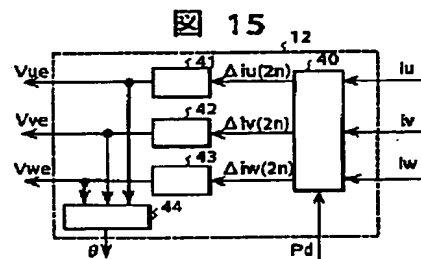 図 15
12
41
40
Vue
Δiu(2n)
iu
42
Vve
Δiv(2n)
iv
43
Vwe
Δiw(2n)
iw
44
θ
Pd